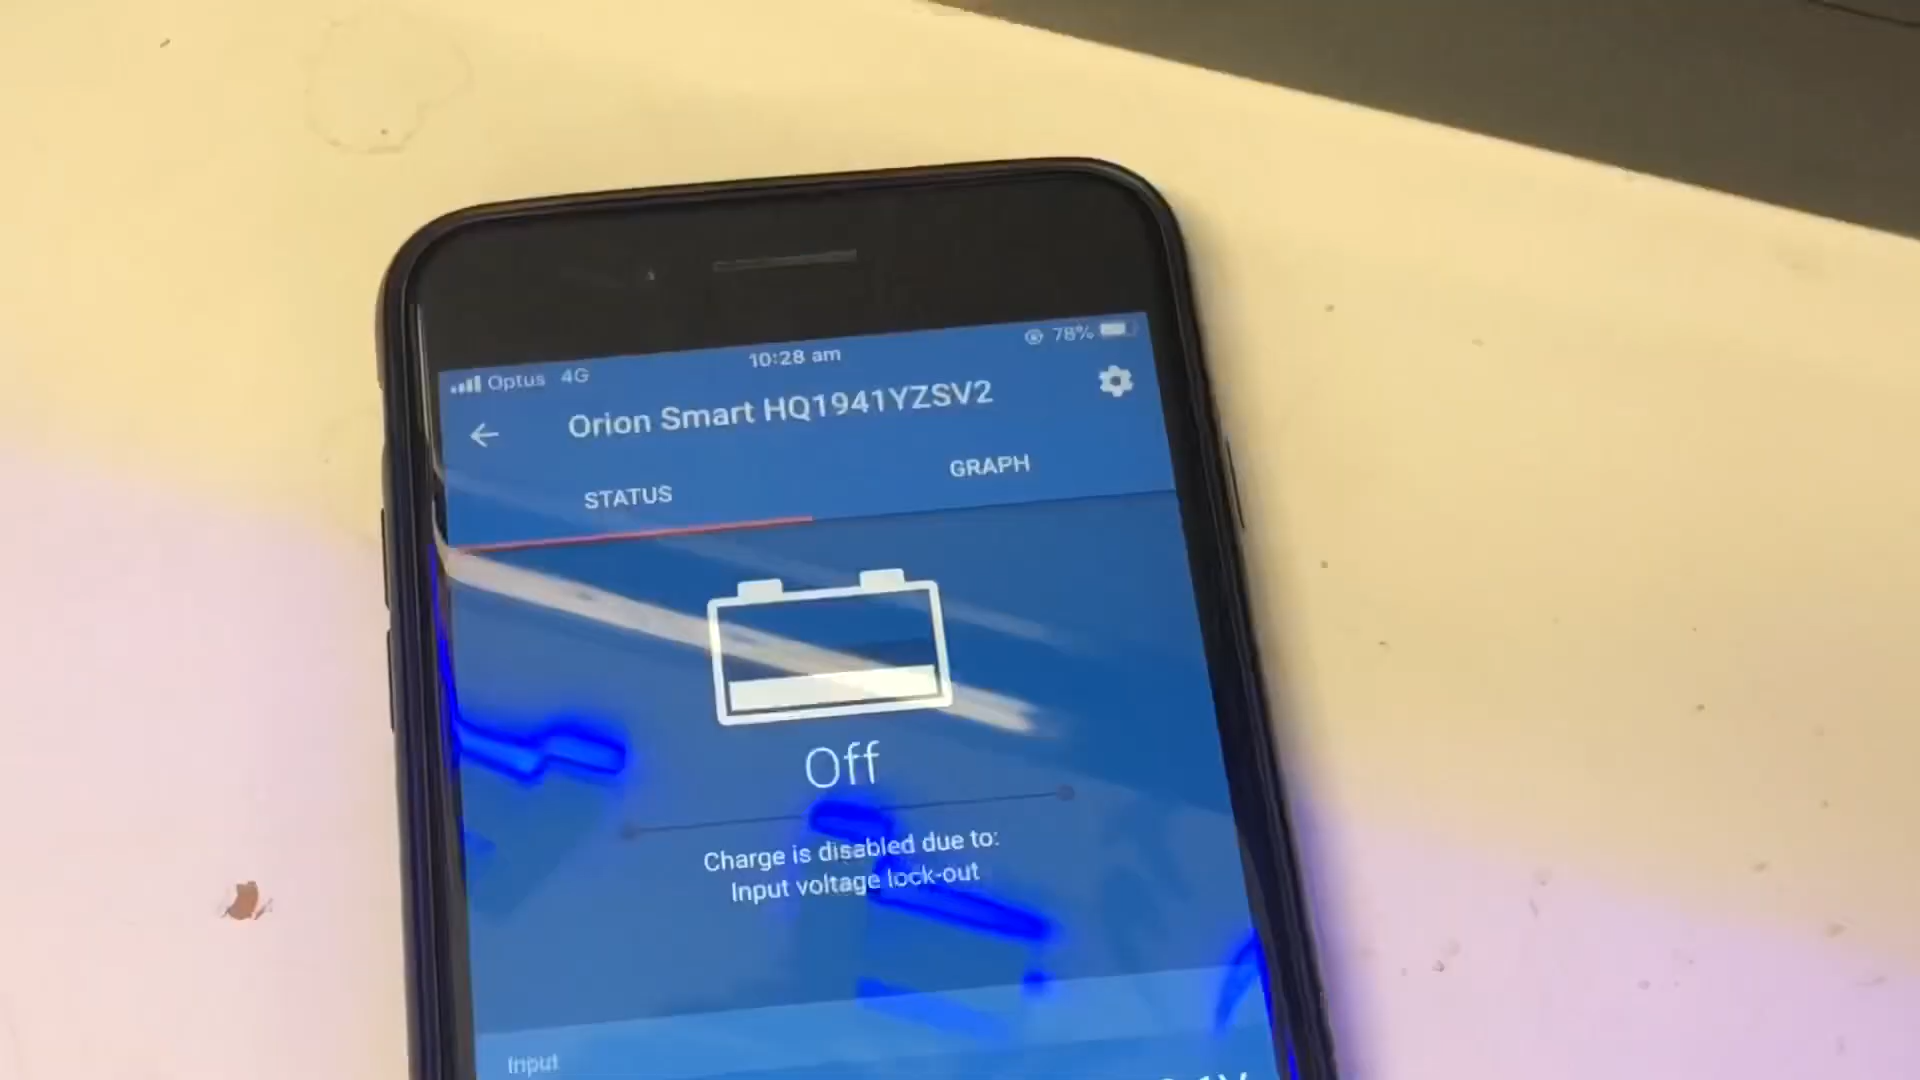 Optus 4G 10:28 am 78%
Orion Smart HQ1941YZSV2
STATUS GRAPH
Off
Charge is disabled due to:
Input voltage lock-out
Input